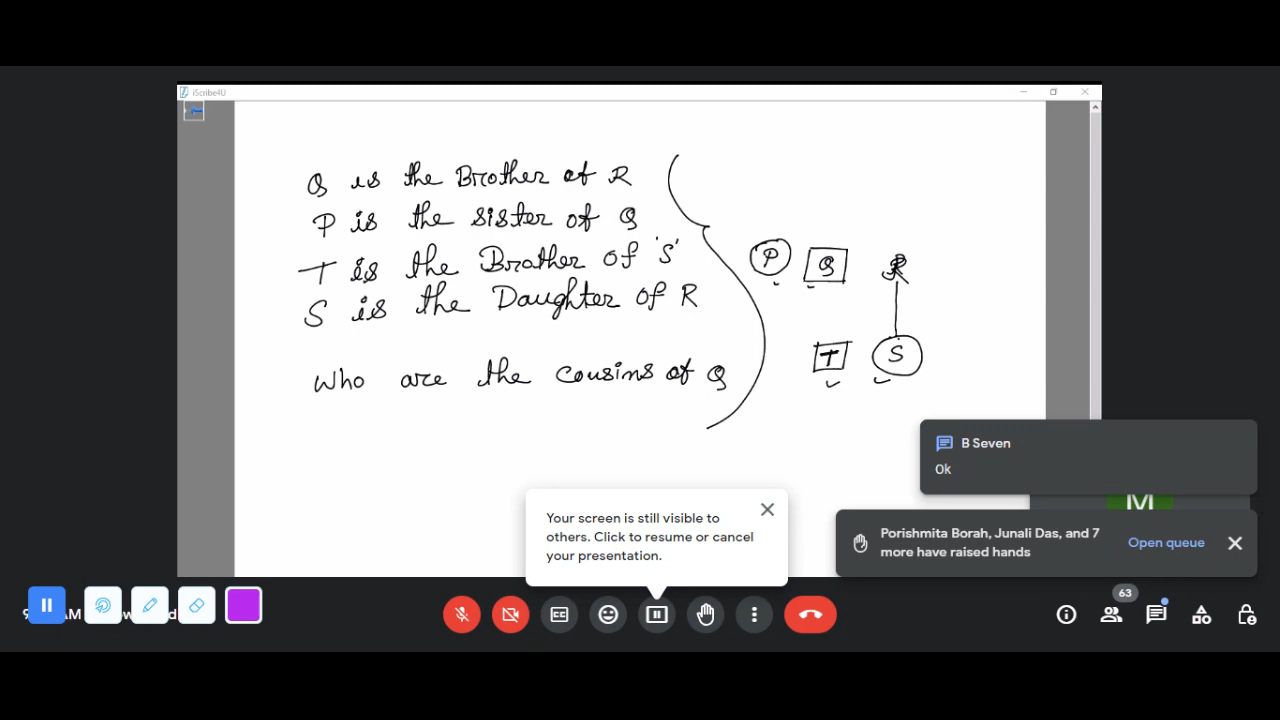 iScribe4U
Q is the Brother of R
P is the sister of Q
T is the Brather of 'S'
S is the Daughter of R
Who are the cousins of Q
P Q R
T S
B Seven
Ok
M
Your screen is still visible to
others. Click to resume or cancel
your presentation.
Porishmita Borah, Junali Das, and 7
more have raised hands
Open queue
63